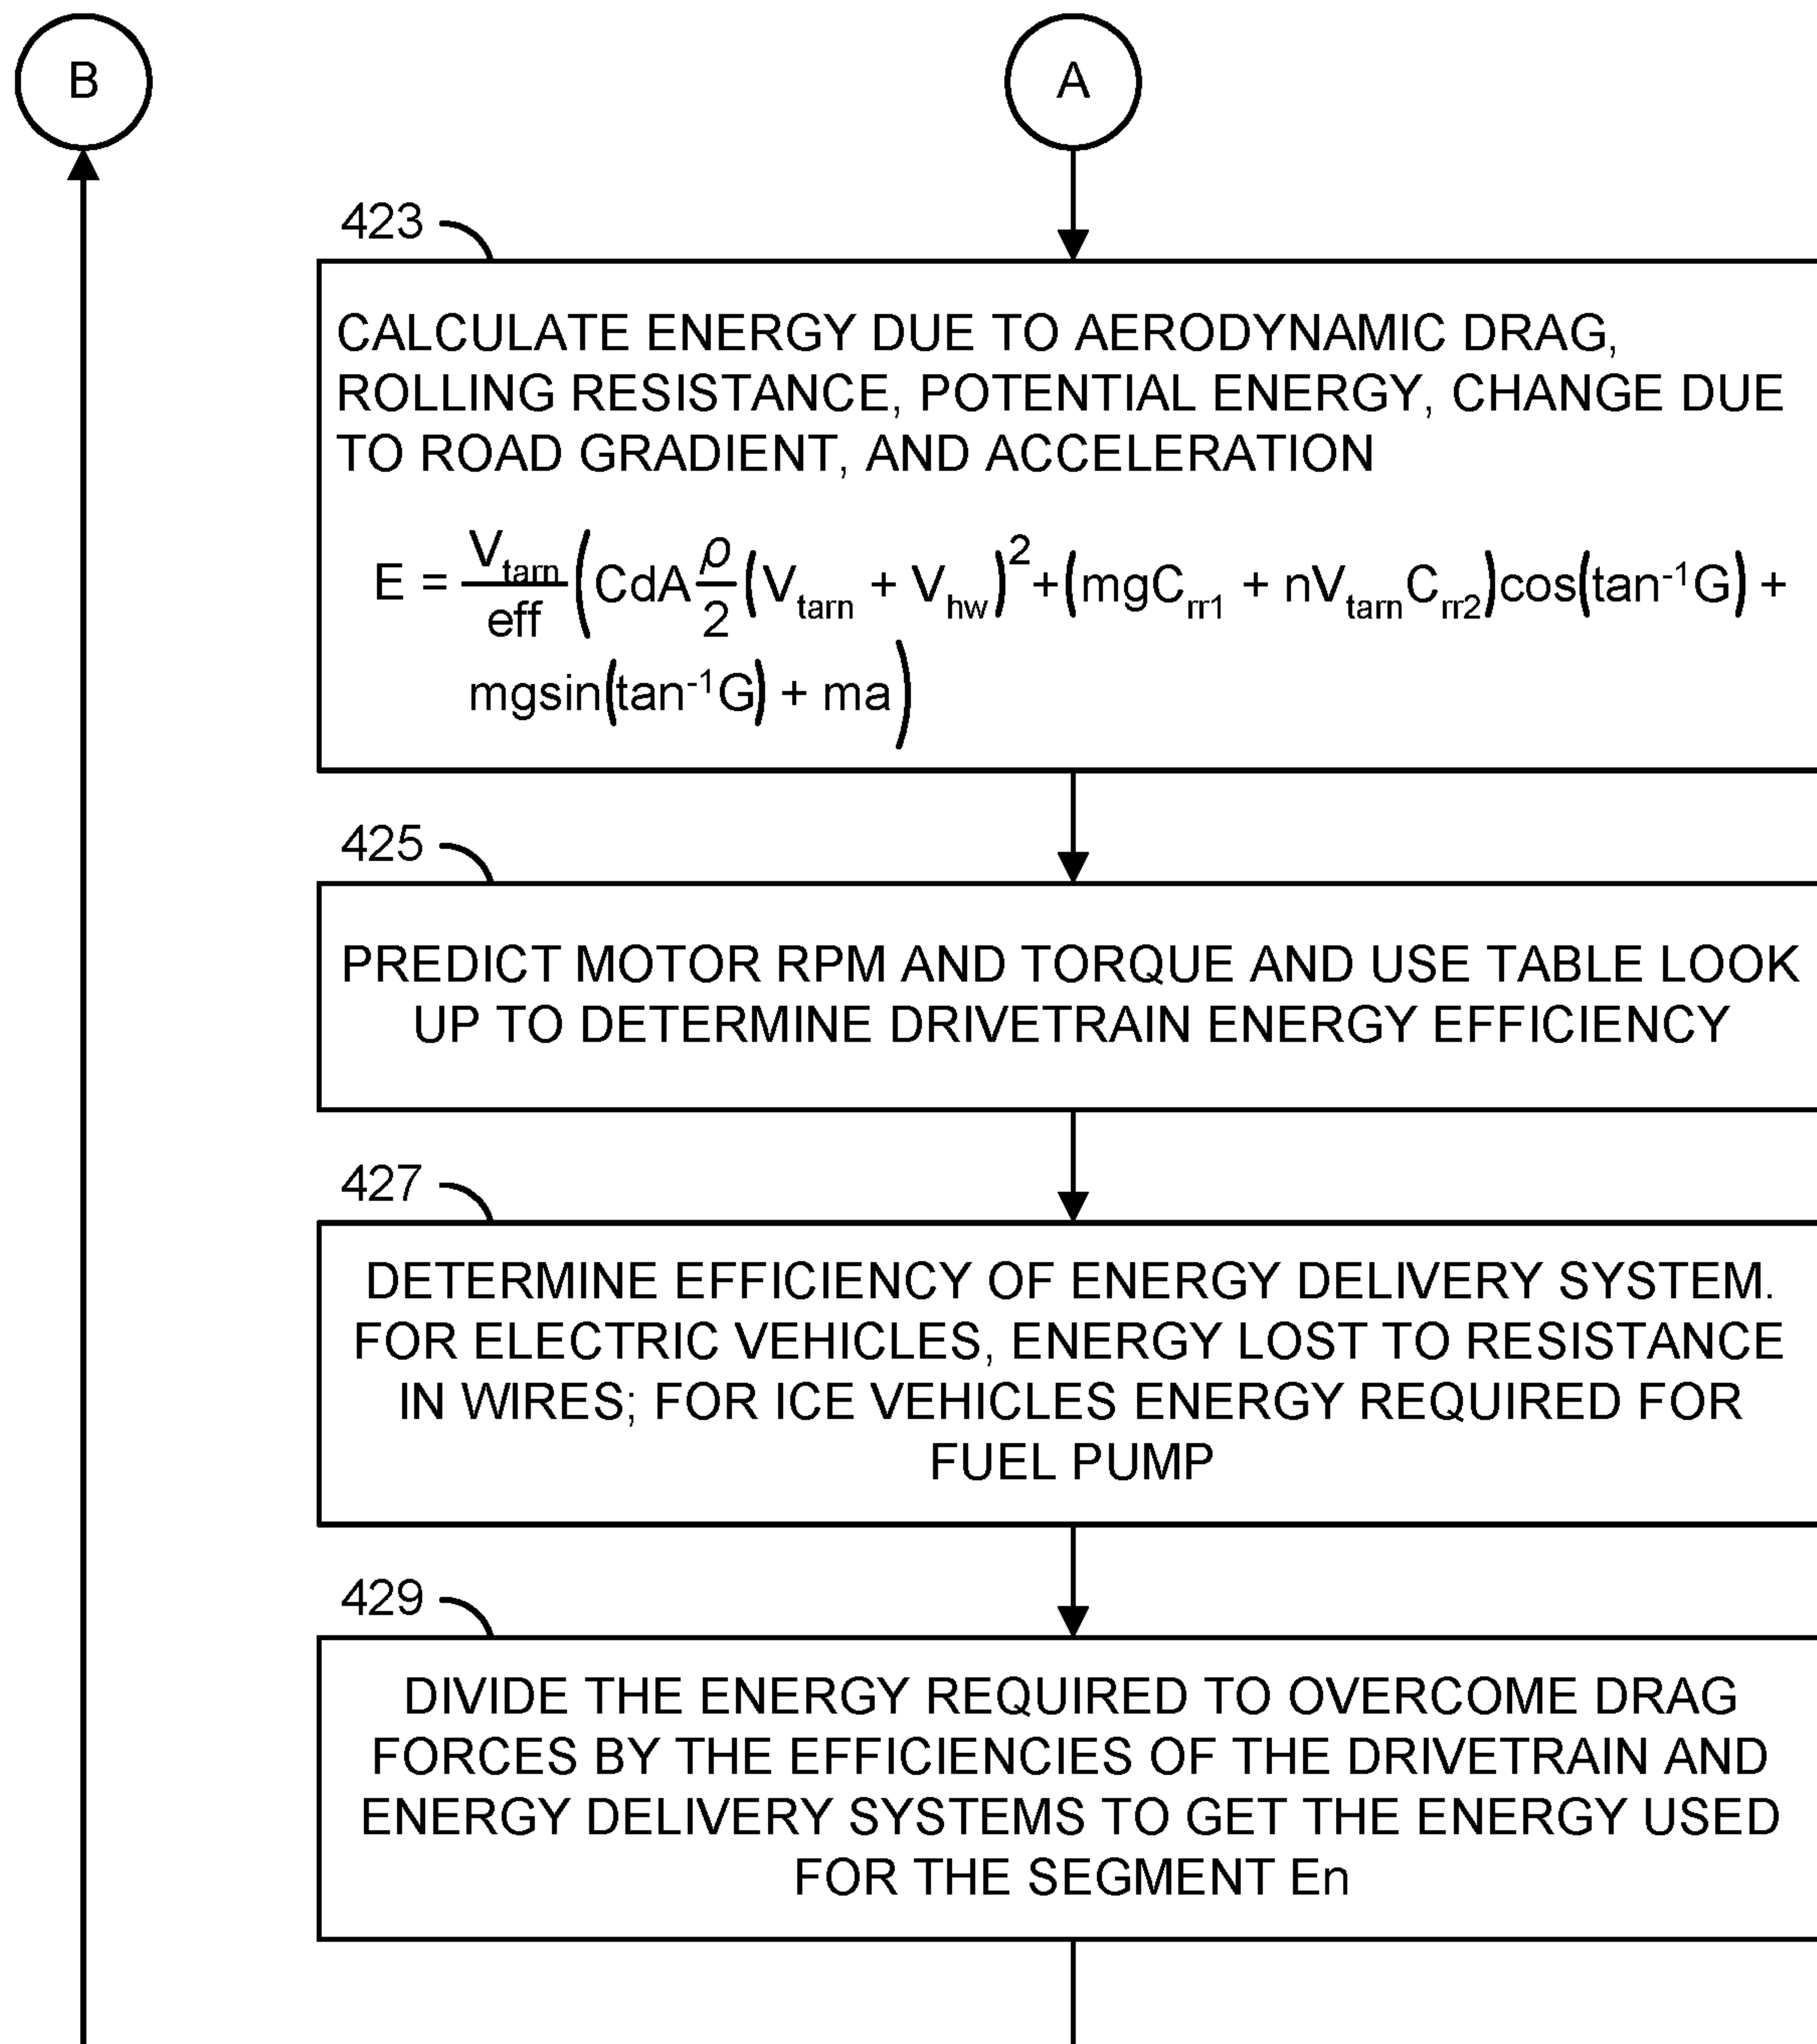 B
A
423
CALCULATE ENERGY DUE TO AERODYNAMIC DRAG,
ROLLING RESISTANCE, POTENTIAL ENERGY, CHANGE DUE
TO ROAD GRADIENT, AND ACCELERATION
E = V_tarn/eff (CdA ρ/2 (V_tarn + V_hw)² + (mgC_rr1 + nV_tarnC_rr2)cos(tan⁻¹G) +
mgsin(tan⁻¹G) + ma)
425
PREDICT MOTOR RPM AND TORQUE AND USE TABLE LOOK
UP TO DETERMINE DRIVETRAIN ENERGY EFFICIENCY
427
DETERMINE EFFICIENCY OF ENERGY DELIVERY SYSTEM.
FOR ELECTRIC VEHICLES, ENERGY LOST TO RESISTANCE
IN WIRES; FOR ICE VEHICLES ENERGY REQUIRED FOR
FUEL PUMP
429
DIVIDE THE ENERGY REQUIRED TO OVERCOME DRAG
FORCES BY THE EFFICIENCIES OF THE DRIVETRAIN AND
ENERGY DELIVERY SYSTEMS TO GET THE ENERGY USED
FOR THE SEGMENT En